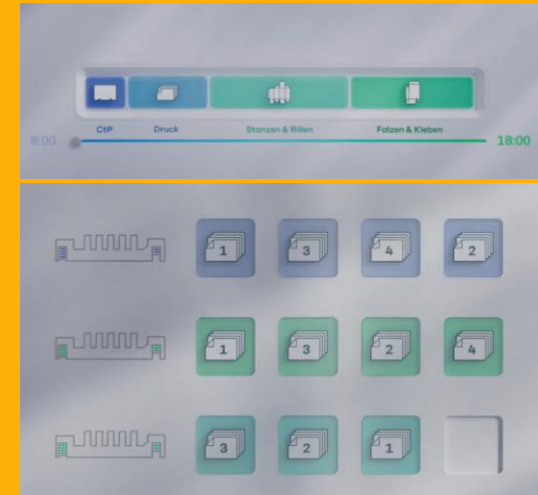 CtP Druck Stanzen & Rillen Falzen & Kleben
8:00 18:00
1 3 4 2
1 3 2 4
3 2 1